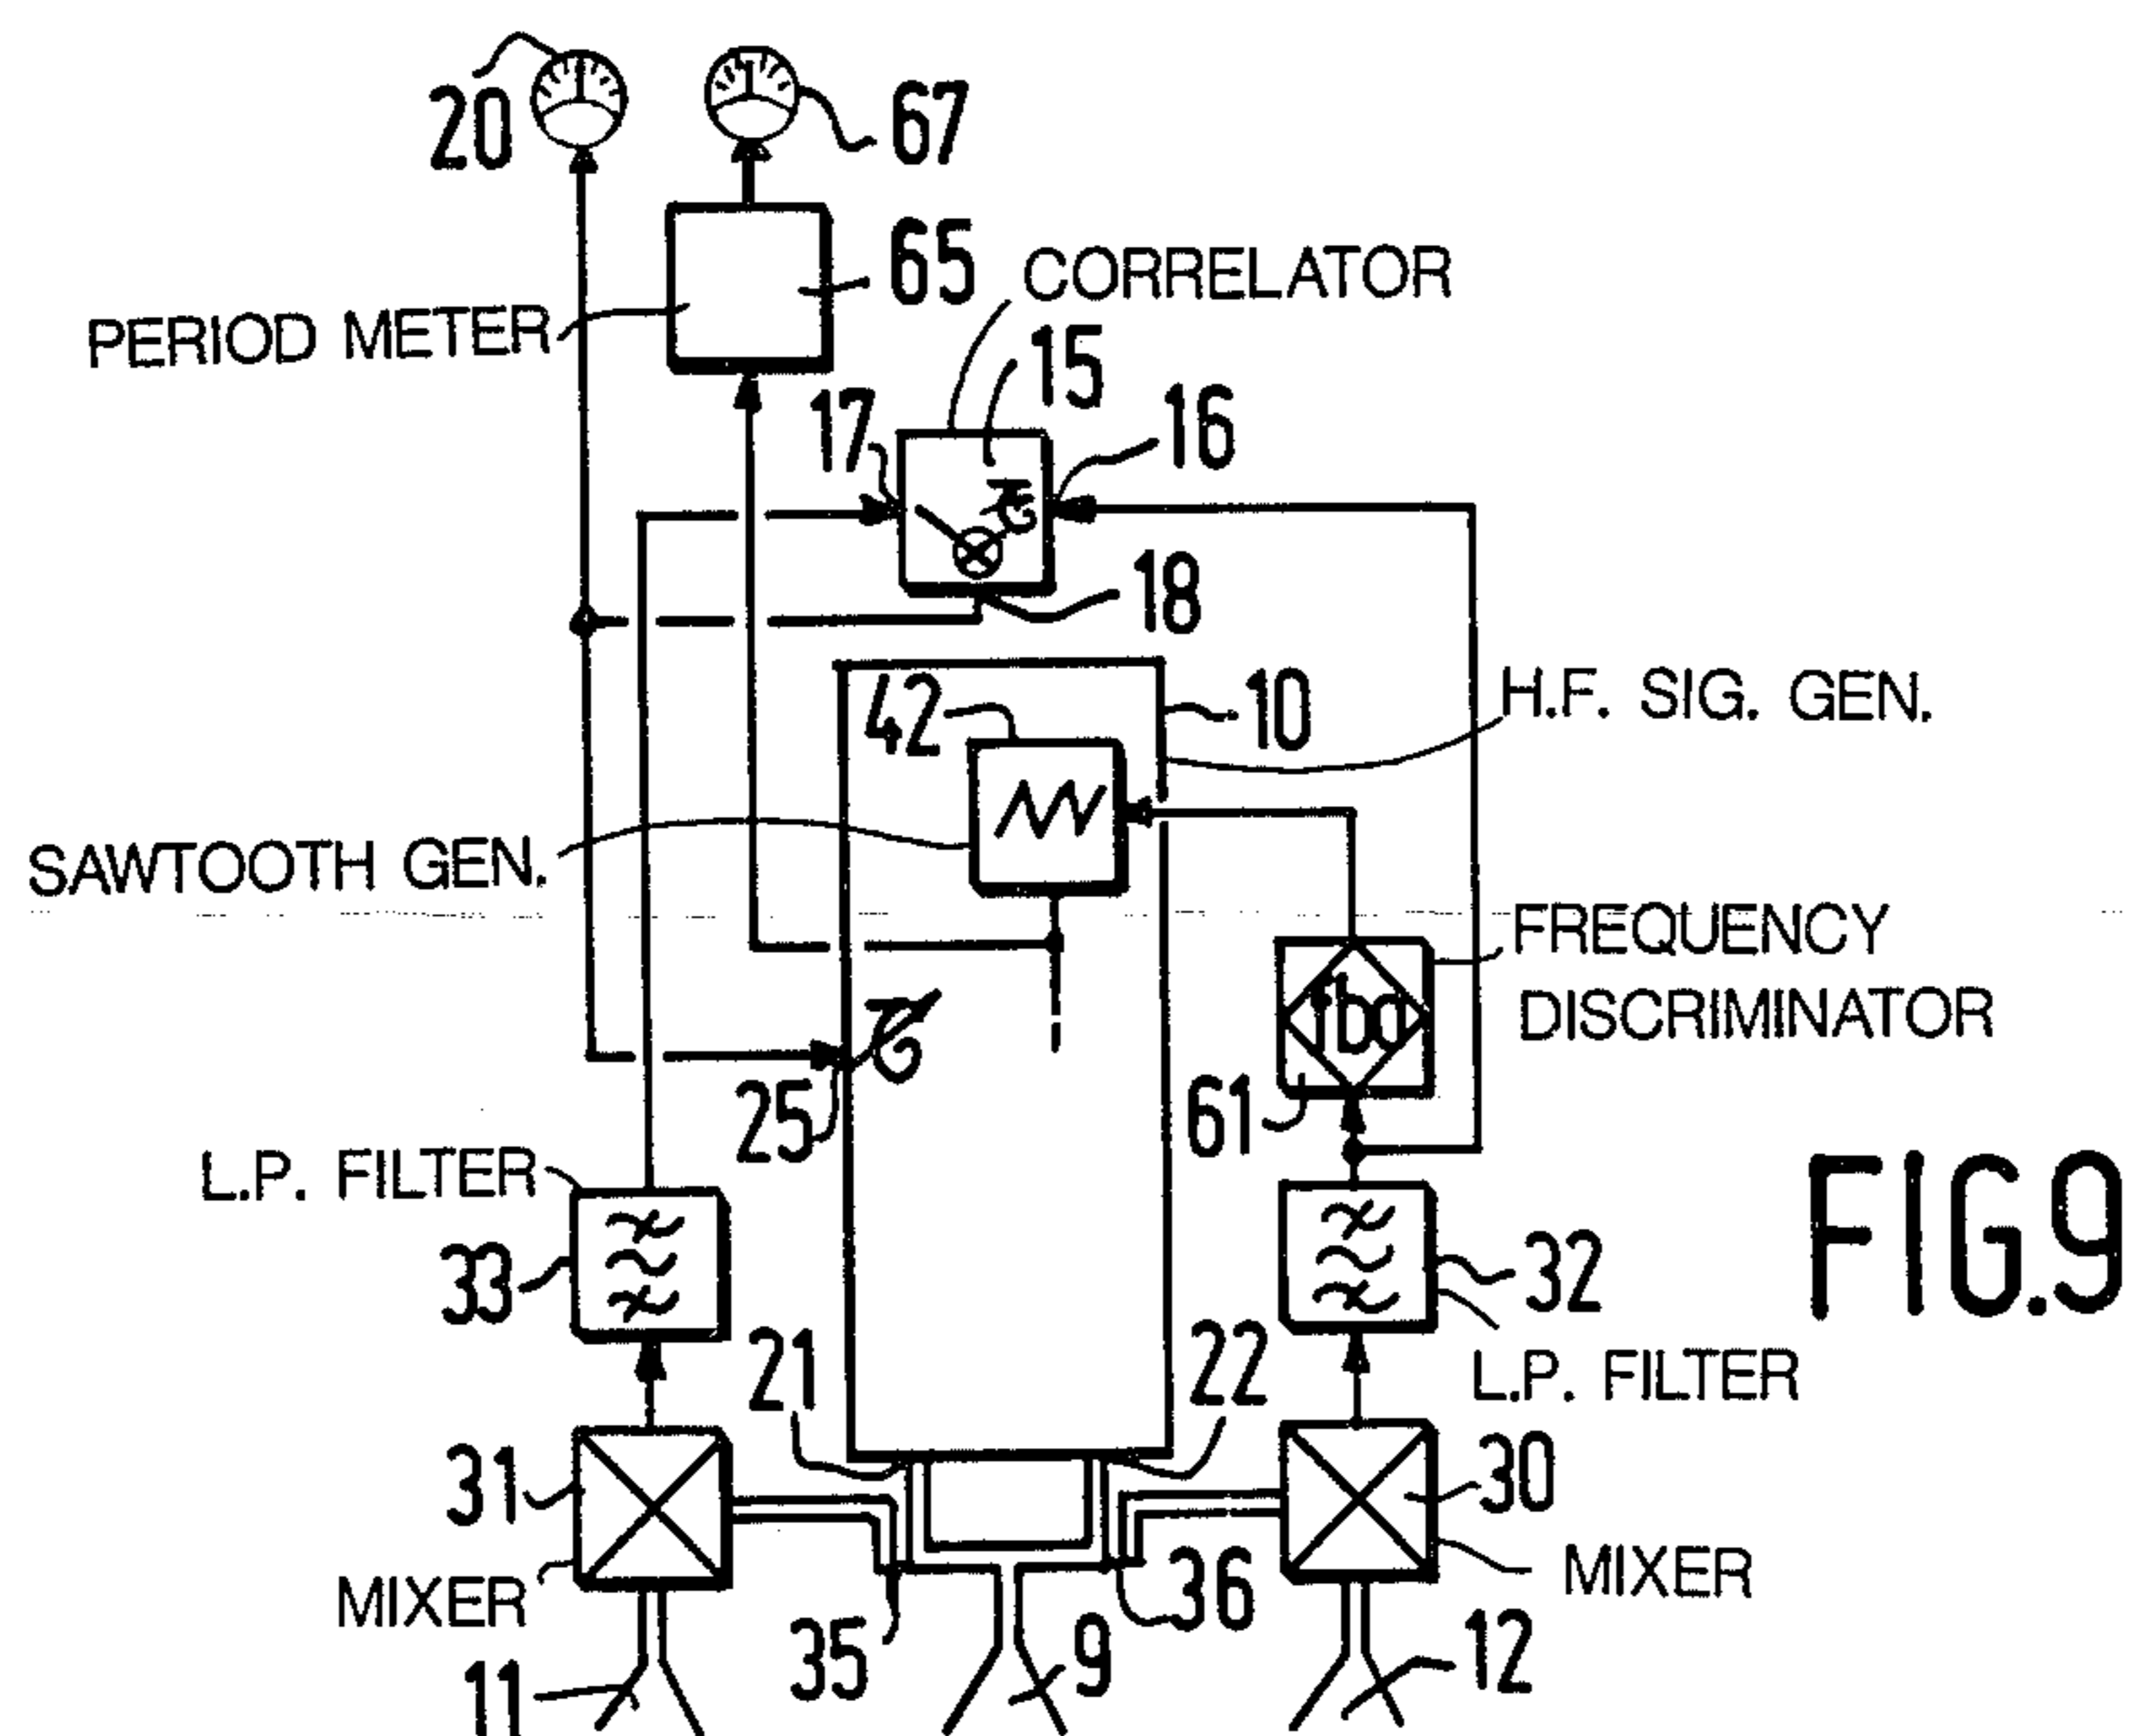 20
67
65
CORRELATOR
PERIOD METER
15
17
16
18
42
10
H.F. SIG. GEN.
SAWTOOTH GEN.
FREQUENCY
DISCRIMINATOR
fbo
25
61
L.P. FILTER
33
32
FIG.9
21
22
L.P. FILTER
31
30
MIXER
MIXER
35
36
9
12
11